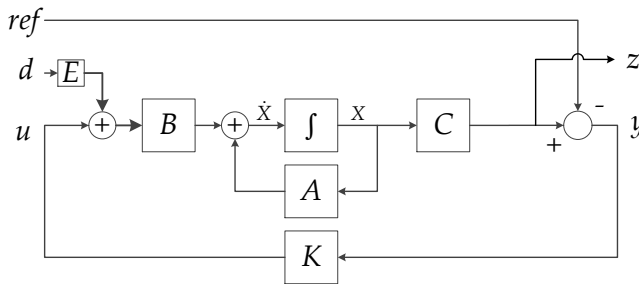 ref
d E z
u + B + ẋ ∫ x C + - y
A
K